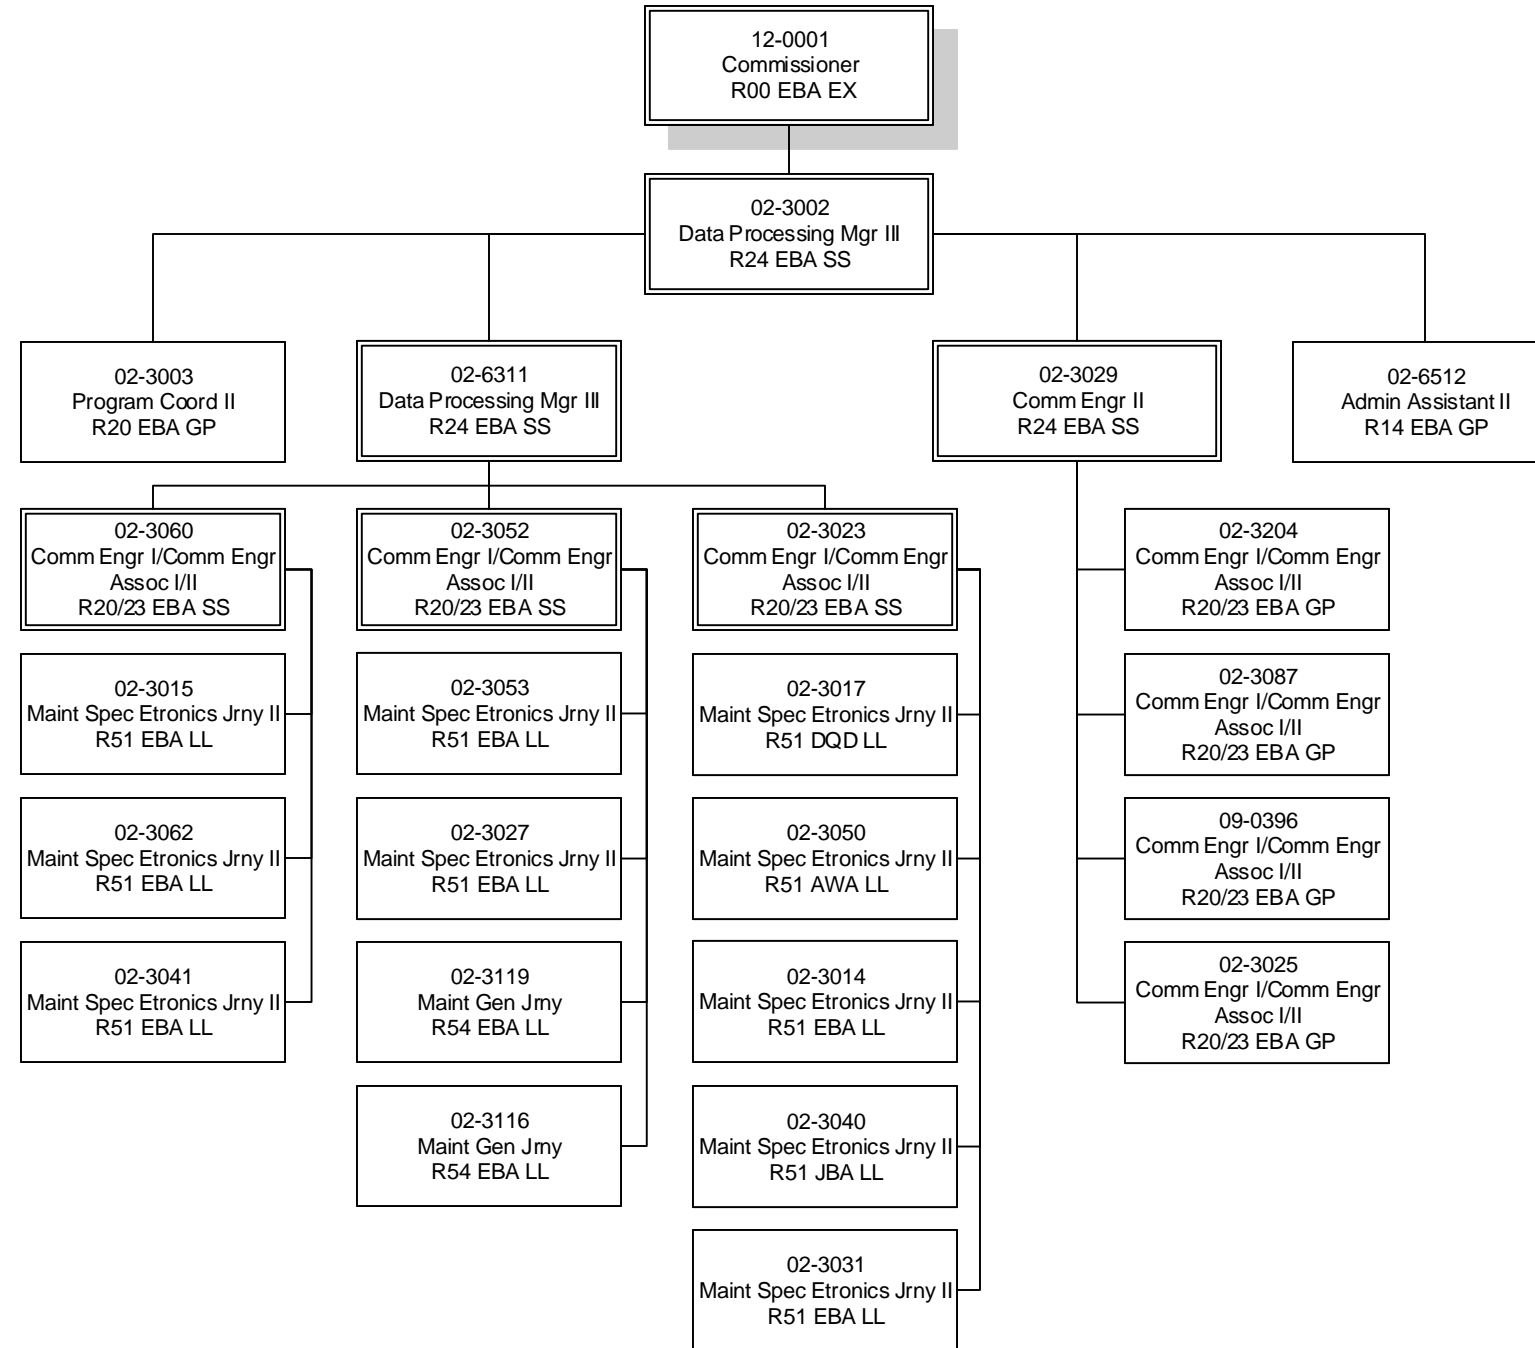 12-0001
Commissioner
R00 EBA EX
02-3002
Data Processing Mgr III
R24 EBA SS
02-3003
Program Coord II
R20 EBA GP
02-6311
Data Processing Mgr III
R24 EBA SS
02-3029
Comm Engr II
R24 EBA SS
02-6512
Admin Assistant II
R14 EBA GP
02-3060
Comm Engr I/Comm Engr
Assoc I/II
R20/23 EBA SS
02-3015
Maint Spec Etronics Jrny II
R51 EBA LL
02-3062
Maint Spec Etronics Jrny II
R51 EBA LL
02-3041
Maint Spec Etronics Jrny II
R51 EBA LL
02-3052
Comm Engr I/Comm Engr
Assoc I/II
R20/23 EBA SS
02-3053
Maint Spec Etronics Jrny II
R51 EBA LL
02-3027
Maint Spec Etronics Jrny II
R51 EBA LL
02-3119
Maint Gen Jrny
R54 EBA LL
02-3116
Maint Gen Jrny
R54 EBA LL
02-3023
Comm Engr I/Comm Engr
Assoc I/II
R20/23 EBA SS
02-3017
Maint Spec Etronics Jrny II
R51 DQD LL
02-3050
Maint Spec Etronics Jrny II
R51 AWA LL
02-3014
Maint Spec Etronics Jrny II
R51 EBA LL
02-3040
Maint Spec Etronics Jrny II
R51 JBA LL
02-3031
Maint Spec Etronics Jrny II
R51 EBA LL
02-3204
Comm Engr I/Comm Engr
Assoc I/II
R20/23 EBA GP
02-3087
Comm Engr I/Comm Engr
Assoc I/II
R20/23 EBA GP
09-0396
Comm Engr I/Comm Engr
Assoc I/II
R20/23 EBA GP
02-3025
Comm Engr I/Comm Engr
Assoc I/II
R20/23 EBA GP